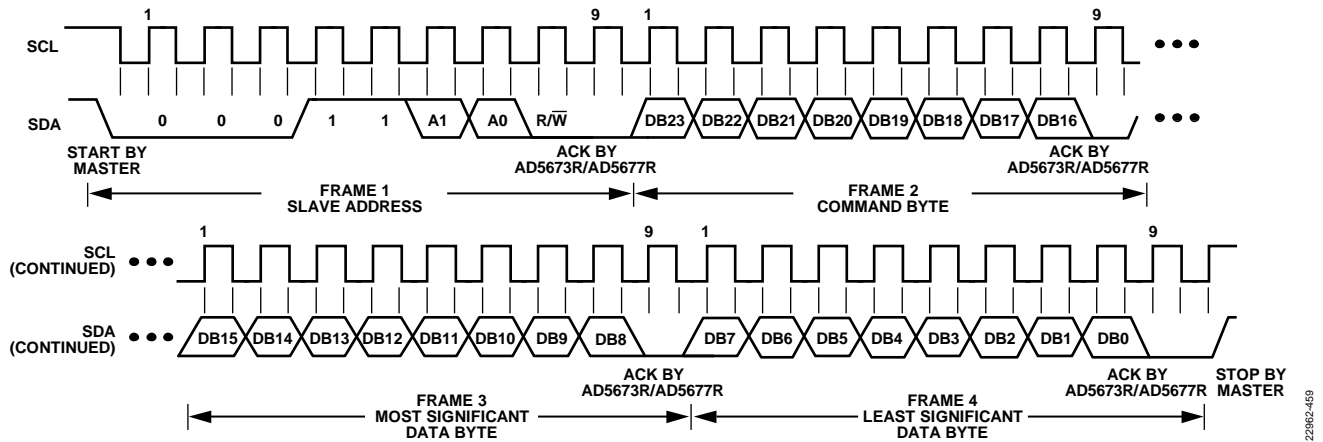 1 9 1 9
SCL
SDA
0 0 0 1 1 A1 A0 R/W̅ DB23 DB22 DB21 DB20 DB19 DB18 DB17 DB16
START BY
MASTER
ACK BY
AD5673R/AD5677R
ACK BY
AD5673R/AD5677R
FRAME 1
SLAVE ADDRESS
FRAME 2
COMMAND BYTE
1 9 1 9
SCL
(CONTINUED)
SDA
(CONTINUED)
DB15 DB14 DB13 DB12 DB11 DB10 DB9 DB8 DB7 DB6 DB5 DB4 DB3 DB2 DB1 DB0
ACK BY
AD5673R/AD5677R
ACK BY
AD5673R/AD5677R
STOP BY
MASTER
FRAME 3
MOST SIGNIFICANT
DATA BYTE
FRAME 4
LEAST SIGNIFICANT
DATA BYTE
22962-459